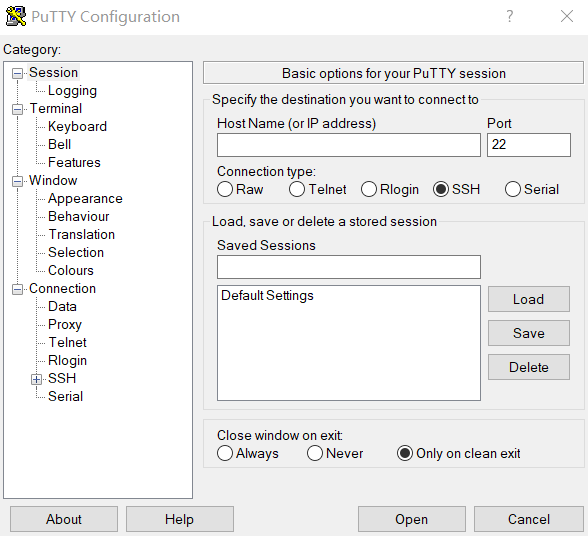 PuTTY Configuration
Category:
Session
Logging
Terminal
Keyboard
Bell
Features
Window
Appearance
Behaviour
Translation
Selection
Colours
Connection
Data
Proxy
Telnet
Rlogin
SSH
Serial
Basic options for your PuTTY session
Specify the destination you want to connect to
Host Name (or IP address) Port
22
Connection type:
Raw Telnet Rlogin SSH Serial
Load, save or delete a stored session
Saved Sessions
Default Settings
Load
Save
Delete
Close window on exit:
Always Never Only on clean exit
About Help Open Cancel